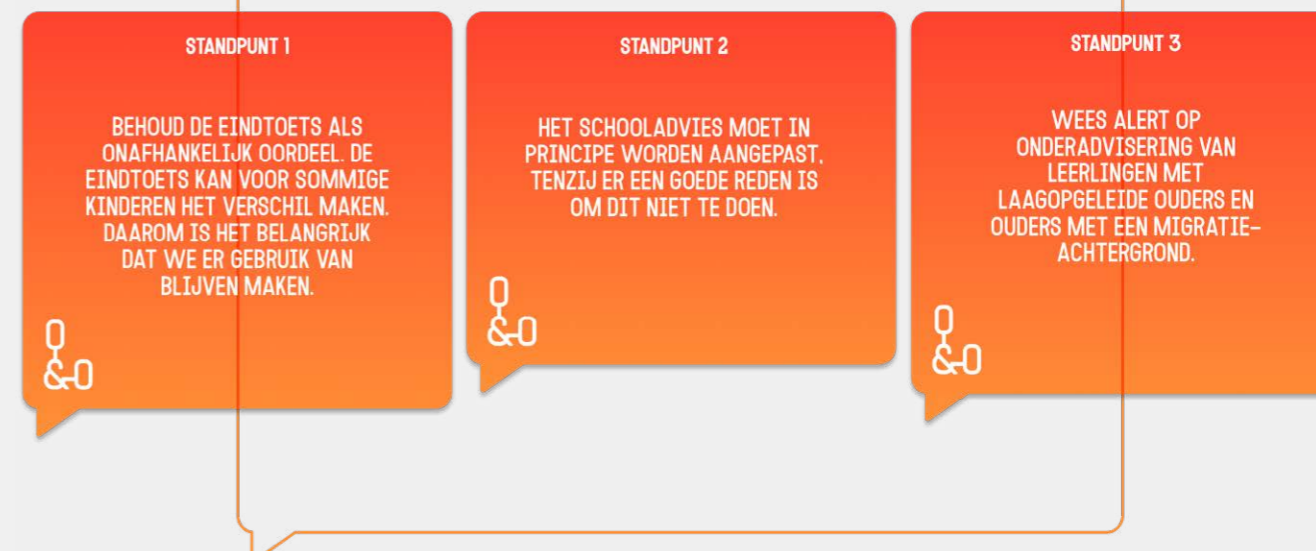 STANDPUNT 1
BEHOUD DE EINDTOETS ALS
ONAFHANKELIJK OORDEEL. DE
EINDTOETS KAN VOOR SOMMIGE
KINDEREN HET VERSCHIL MAKEN.
DAAROM IS HET BELANGRIJK
DAT WE ER GEBRUIK VAN
BLIJVEN MAKEN.
O
&O
STANDPUNT 2
HET SCHOOLADVIES MOET IN
PRINCIPE WORDEN AANGEPAST,
TENZIJ ER EEN GOEDE REDEN IS
OM DIT NIET TE DOEN.
O
&O
STANDPUNT 3
WEES ALERT OP
ONDERADVISERING VAN
LEERLINGEN MET
LAAGOPGELEIDE OUDERS EN
OUDERS MET EEN MIGRATIE-
ACHTERGROND.
O
&O